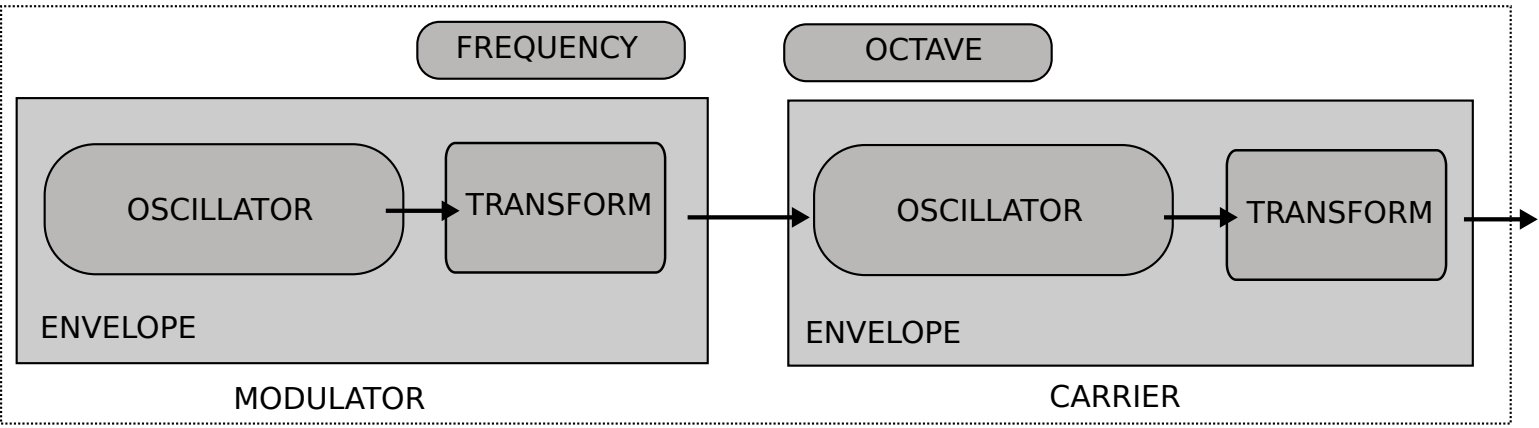 FREQUENCY
OCTAVE
OSCILLATOR
TRANSFORM
ENVELOPE
MODULATOR
OSCILLATOR
TRANSFORM
ENVELOPE
CARRIER